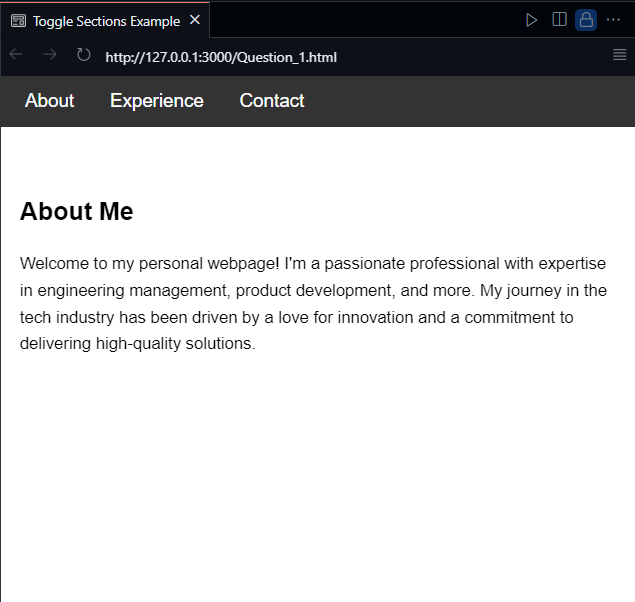 Toggle Sections Example
http://127.0.0.1:3000/Question_1.html
About Experience Contact
About Me
Welcome to my personal webpage! I'm a passionate professional with expertise
in engineering management, product development, and more. My journey in the
tech industry has been driven by a love for innovation and a commitment to
delivering high-quality solutions.